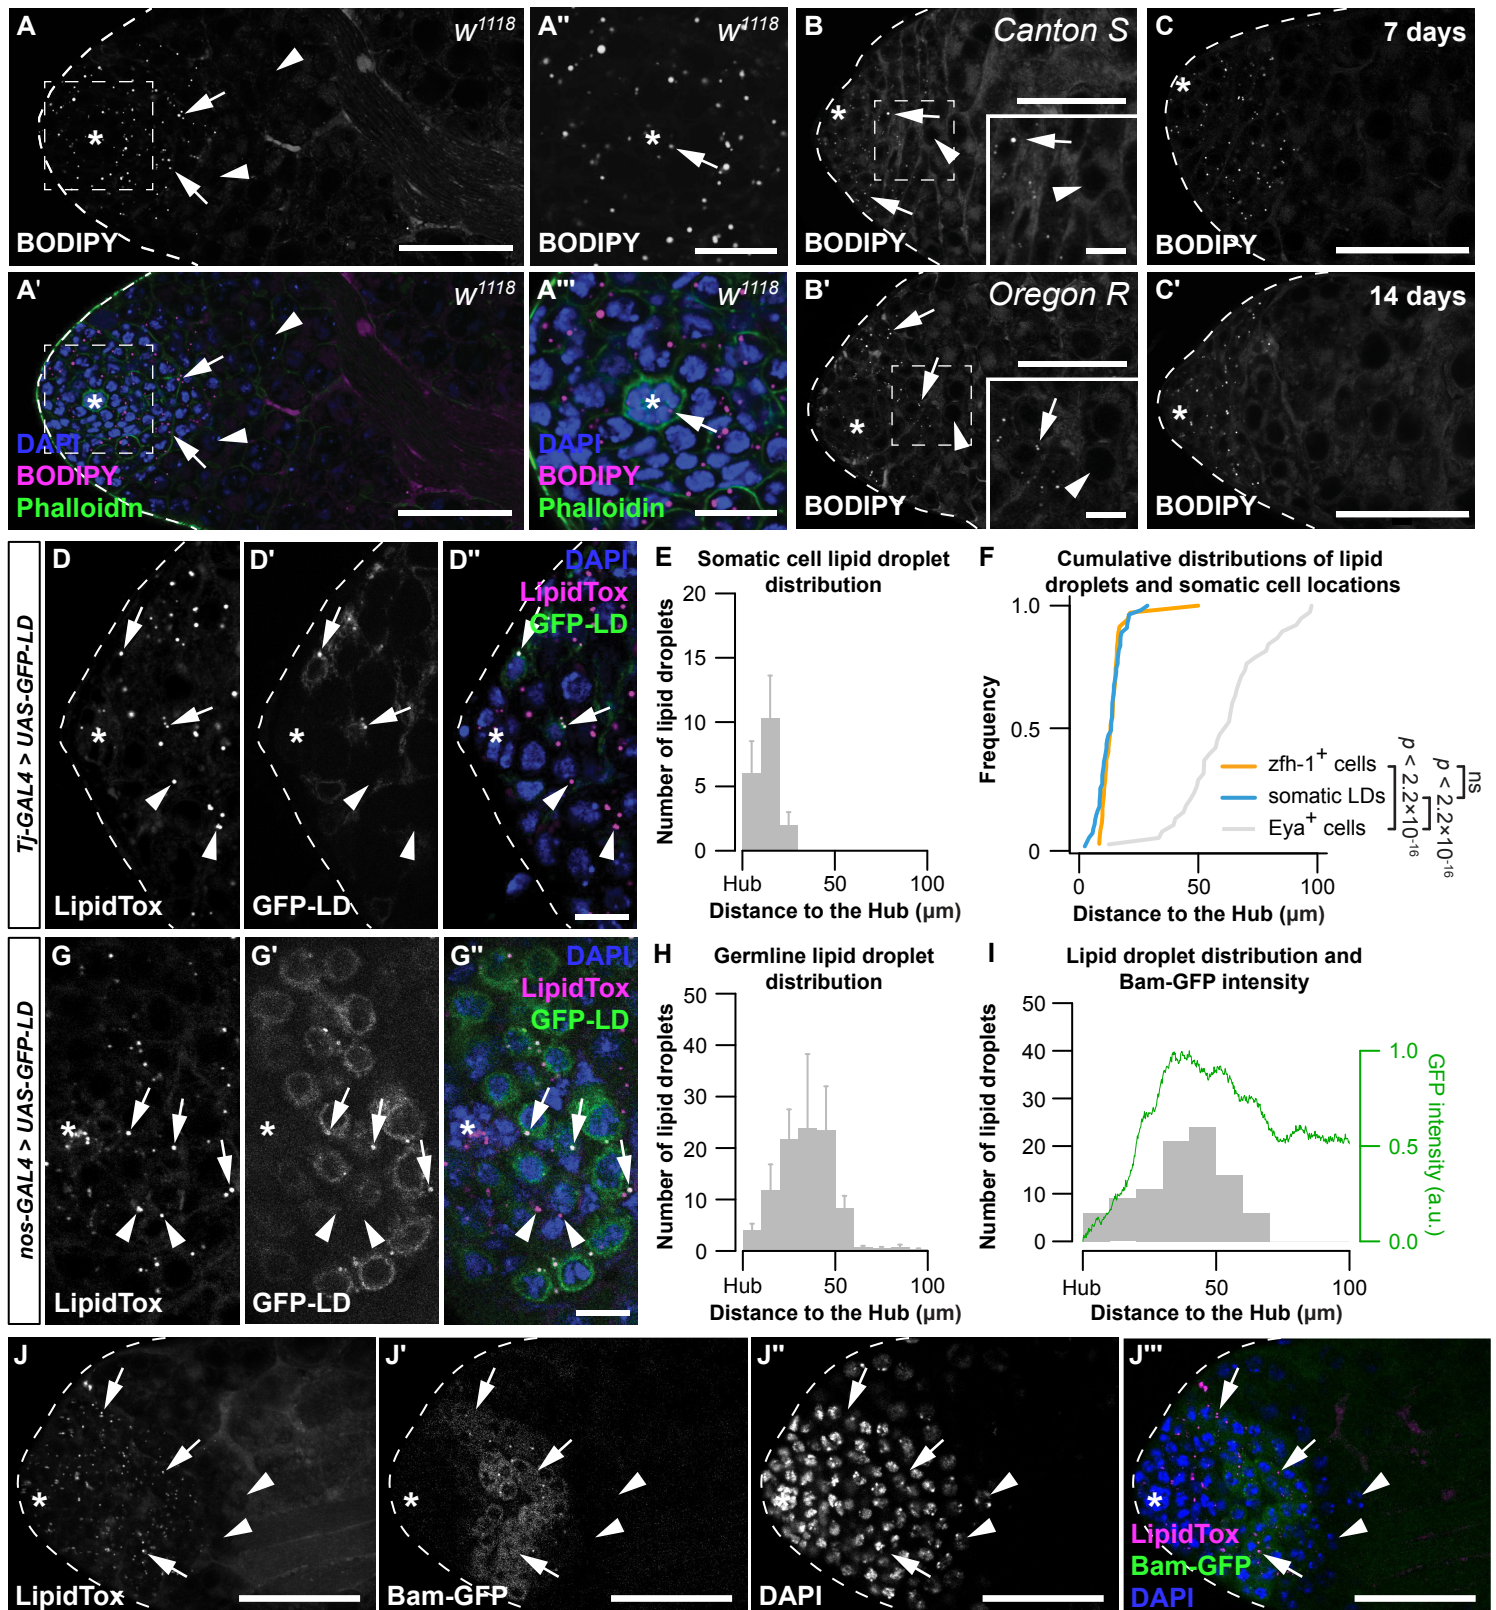 A
w1118
BODIPY
A''
w1118
B
Canton S
BODIPY
C
7 days
BODIPY
A'
w1118
DAPI
BODIPY
Phalloidin
A'''
w1118
DAPI
BODIPY
Phalloidin
B'
Oregon R
BODIPY
C'
14 days
BODIPY
Tj-GAL4 > UAS-GFP-LD
D
LipidTox
D'
GFP-LD
D''
DAPI
LipidTox
GFP-LD
E
Somatic cell lipid droplet
distribution
Number of lipid droplets
20
15
10
5
0
Hub
50
100
Distance to the Hub (µm)
F
Cumulative distributions of lipid
droplets and somatic cell locations
Frequency
1.0
0.5
0
zfh-1+ cells
somatic LDs
Eya+ cells
p < 2.2×10-16
p < 2.2×10-16
ns
0
50
100
Distance to the Hub (µm)
nos-GAL4 > UAS-GFP-LD
G
LipidTox
G'
GFP-LD
G''
DAPI
LipidTox
GFP-LD
H
Germline lipid droplet
distribution
Number of lipid droplets
50
40
30
20
10
0
Hub
50
100
Distance to the Hub (µm)
I
Lipid droplet distribution and
Bam-GFP intensity
Number of lipid droplets
50
40
30
20
10
0
1.0
0.5
0.0
GFP intensity (a.u.)
Hub
50
100
Distance to the Hub (µm)
J
LipidTox
J'
Bam-GFP
J''
DAPI
J'''
LipidTox
Bam-GFP
DAPI